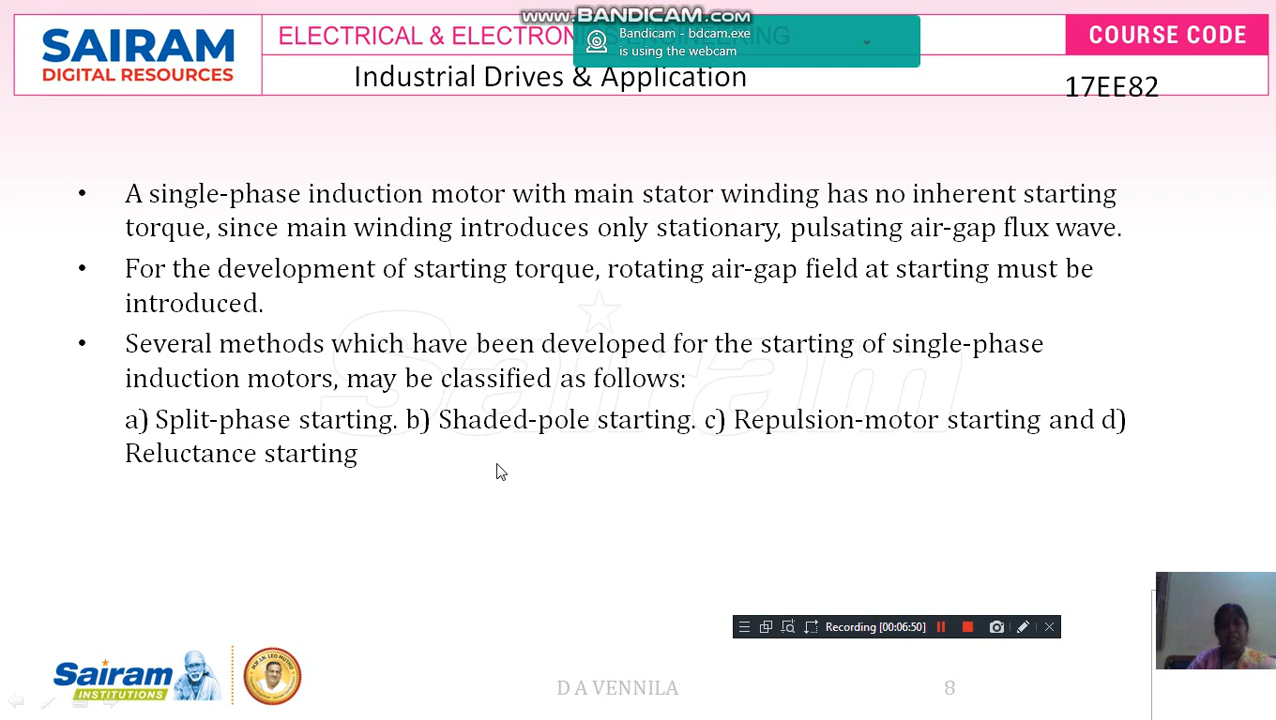 www.BANDICAM.com
SAIRAM
DIGITAL RESOURCES
ELECTRICAL & ELECTRONICS ENGINEERING
Bandicam - bdcam.exe
is using the webcam
COURSE CODE
Industrial Drives & Application
17EE82
• A single-phase induction motor with main stator winding has no inherent starting
torque, since main winding introduces only stationary, pulsating air-gap flux wave.
• For the development of starting torque, rotating air-gap field at starting must be
introduced.
• Several methods which have been developed for the starting of single-phase
induction motors, may be classified as follows:
a) Split-phase starting. b) Shaded-pole starting. c) Repulsion-motor starting and d)
Reluctance starting
Sairam
Recording [00:06:50]
Sairam
INSTITUTIONS
D A VENNILA
8